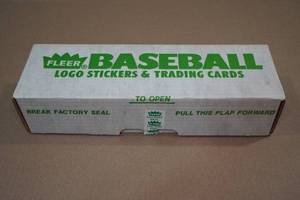 FLEER® BASEBALL
LOGO STICKERS & TRADING CARDS
TO OPEN
BREAK FACTORY SEAL PULL THIS FLAP FORWARD